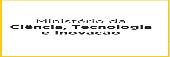 Ministério da
Ciência, Tecnologia
e Inovação